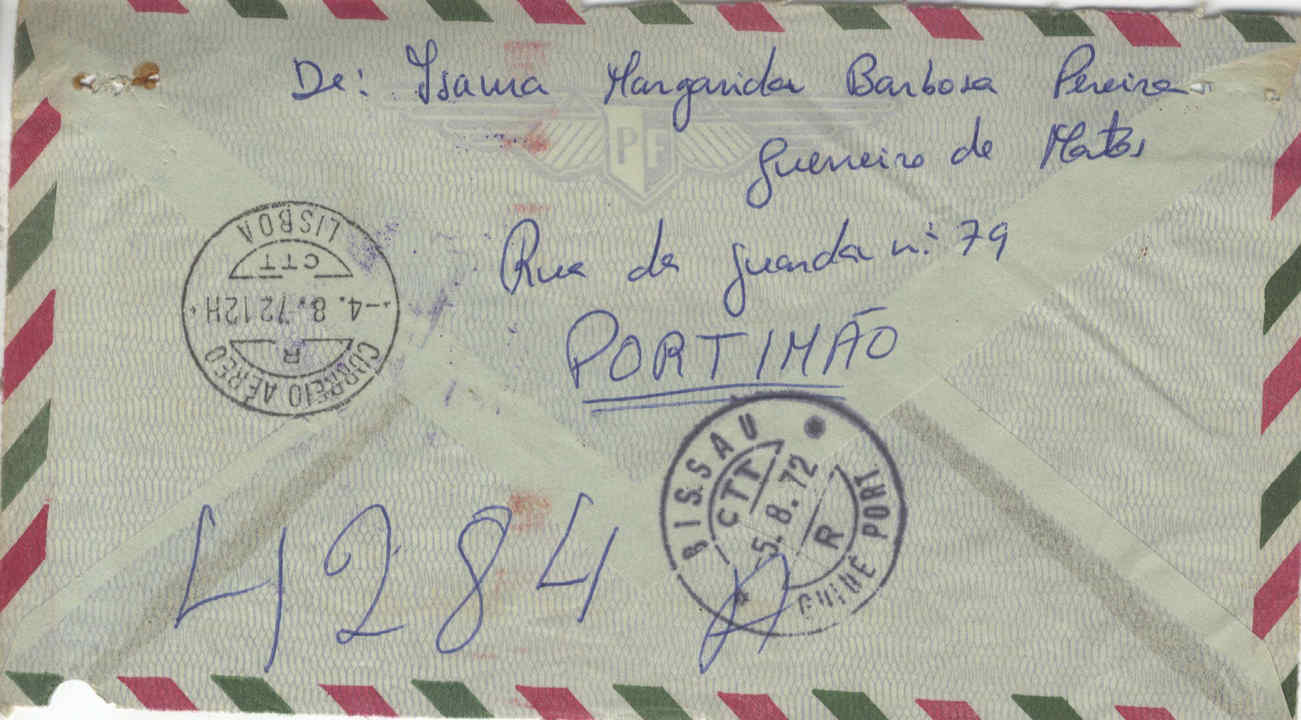 De: Isaura Margarida Barbosa Pereira
Guerreiro de Matos
Rua da Guarda n.º 79
PORTIMÃO
PF
LISBOA
CTT
-4. 8. 72 12H
R
CORREIO AÉREO
BISSAU
CTT
5. 8. 72
R
GUINÉ PORT
4284